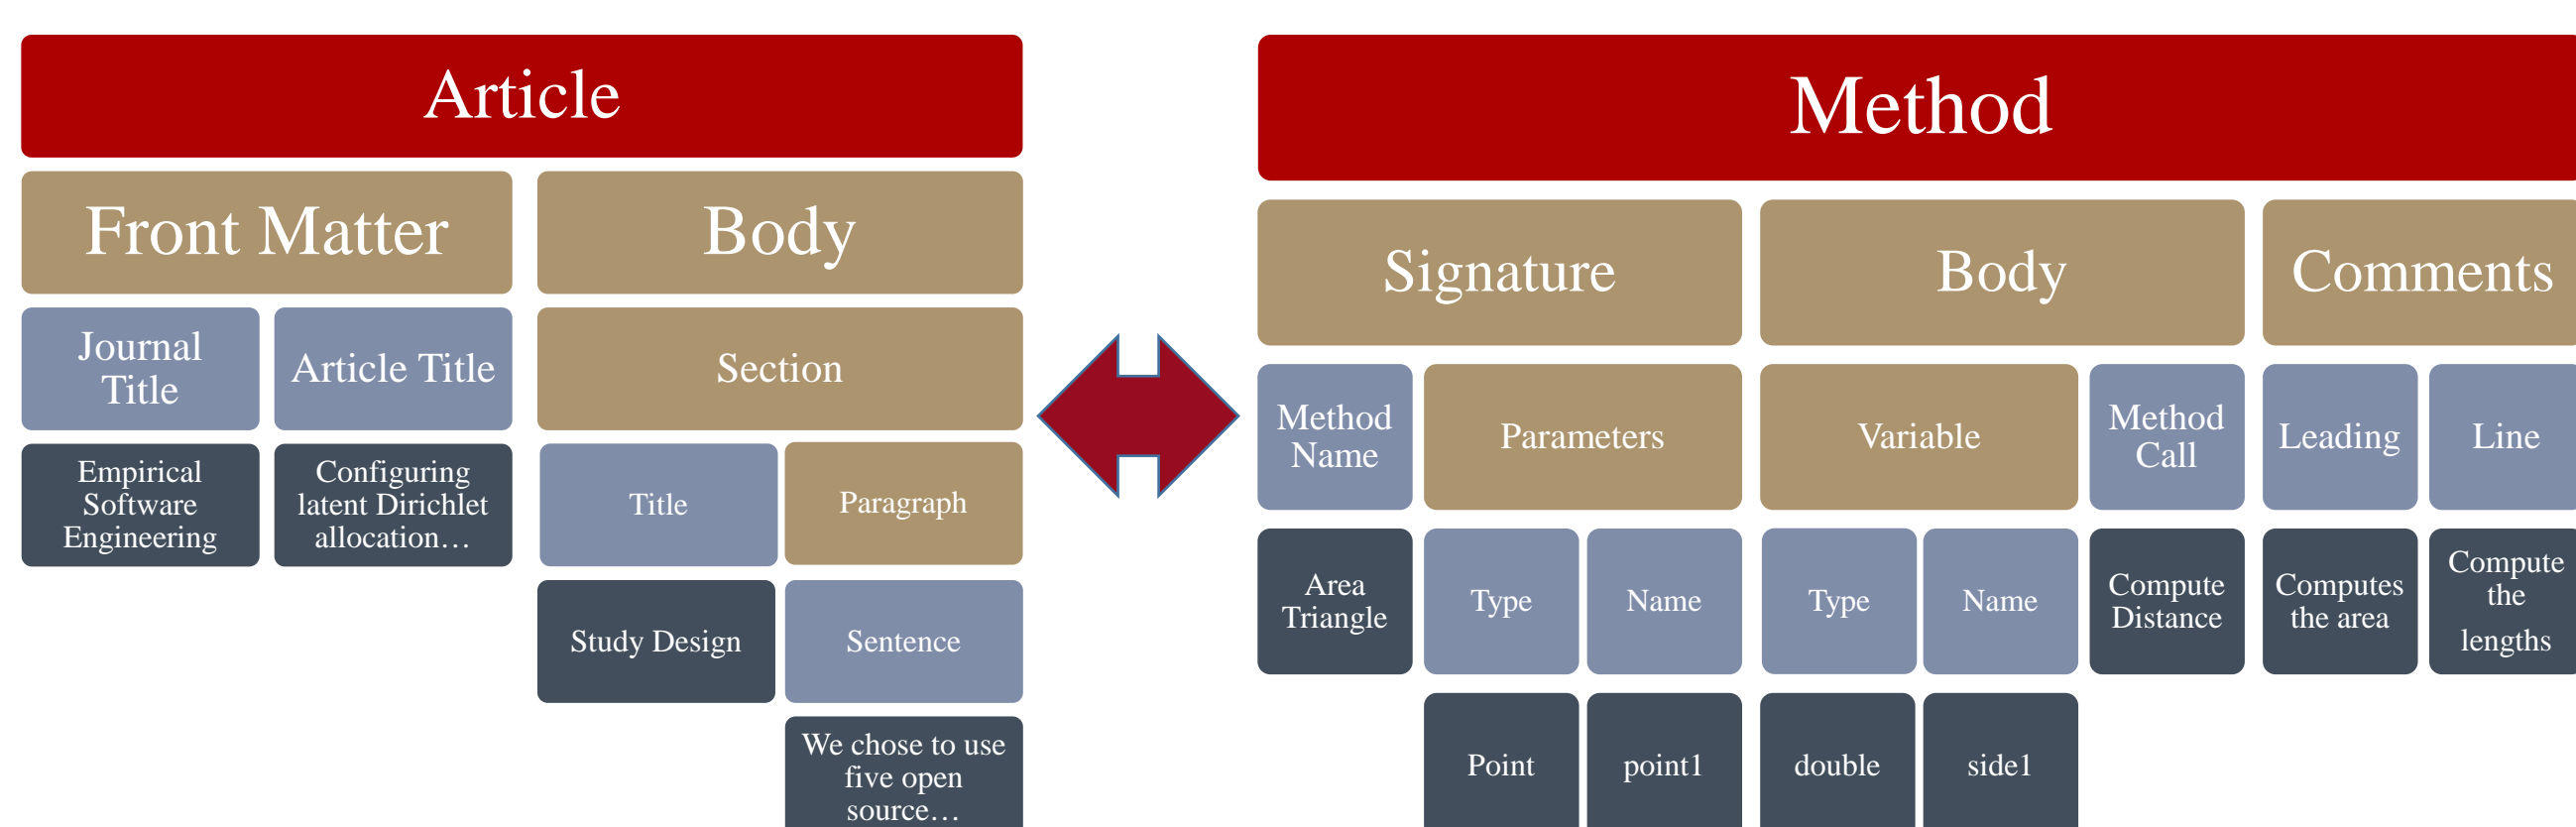 Article
Front Matter
Body
Journal
Title
Article Title
Section
Empirical
Software
Engineering
Configuring
latent Dirichlet
allocation…
Title
Paragraph
Study Design
Sentence
We chose to use
five open
source…
Method
Signature
Body
Comments
Method
Name
Parameters
Variable
Method
Call
Leading
Line
Area
Triangle
Type
Name
Type
Name
Compute
Distance
Computes
the area
Compute
the
lengths
Point
point1
double
side1